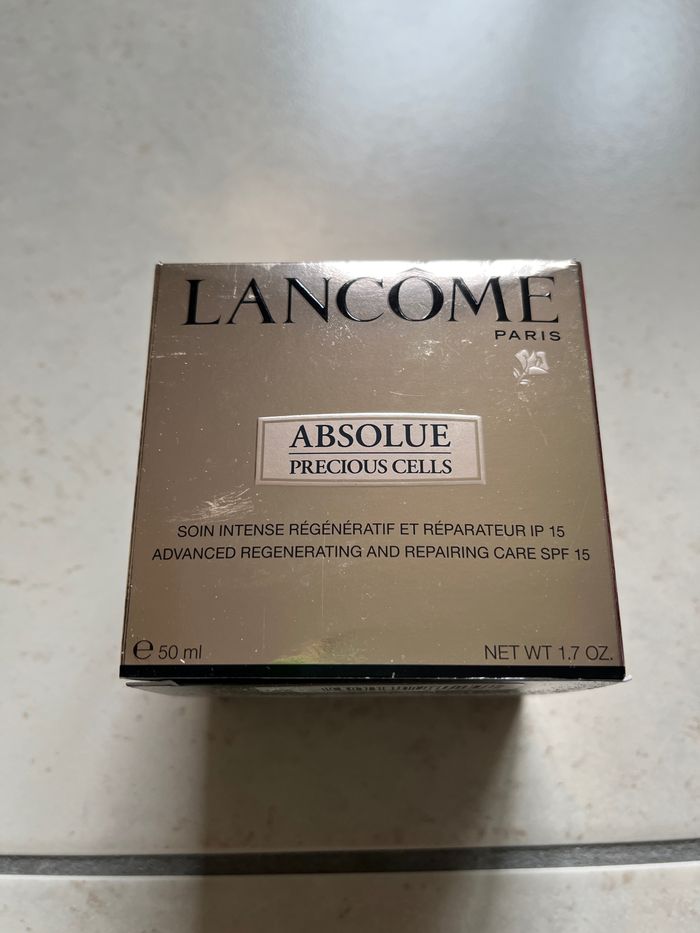 LANCÔME
PARIS
ABSOLUE
PRECIOUS CELLS
SOIN INTENSE RÉGÉNÉRATIF ET RÉPARATEUR IP 15
ADVANCED REGENERATING AND REPAIRING CARE SPF 15
℮ 50 ml NET WT 1.7 OZ.